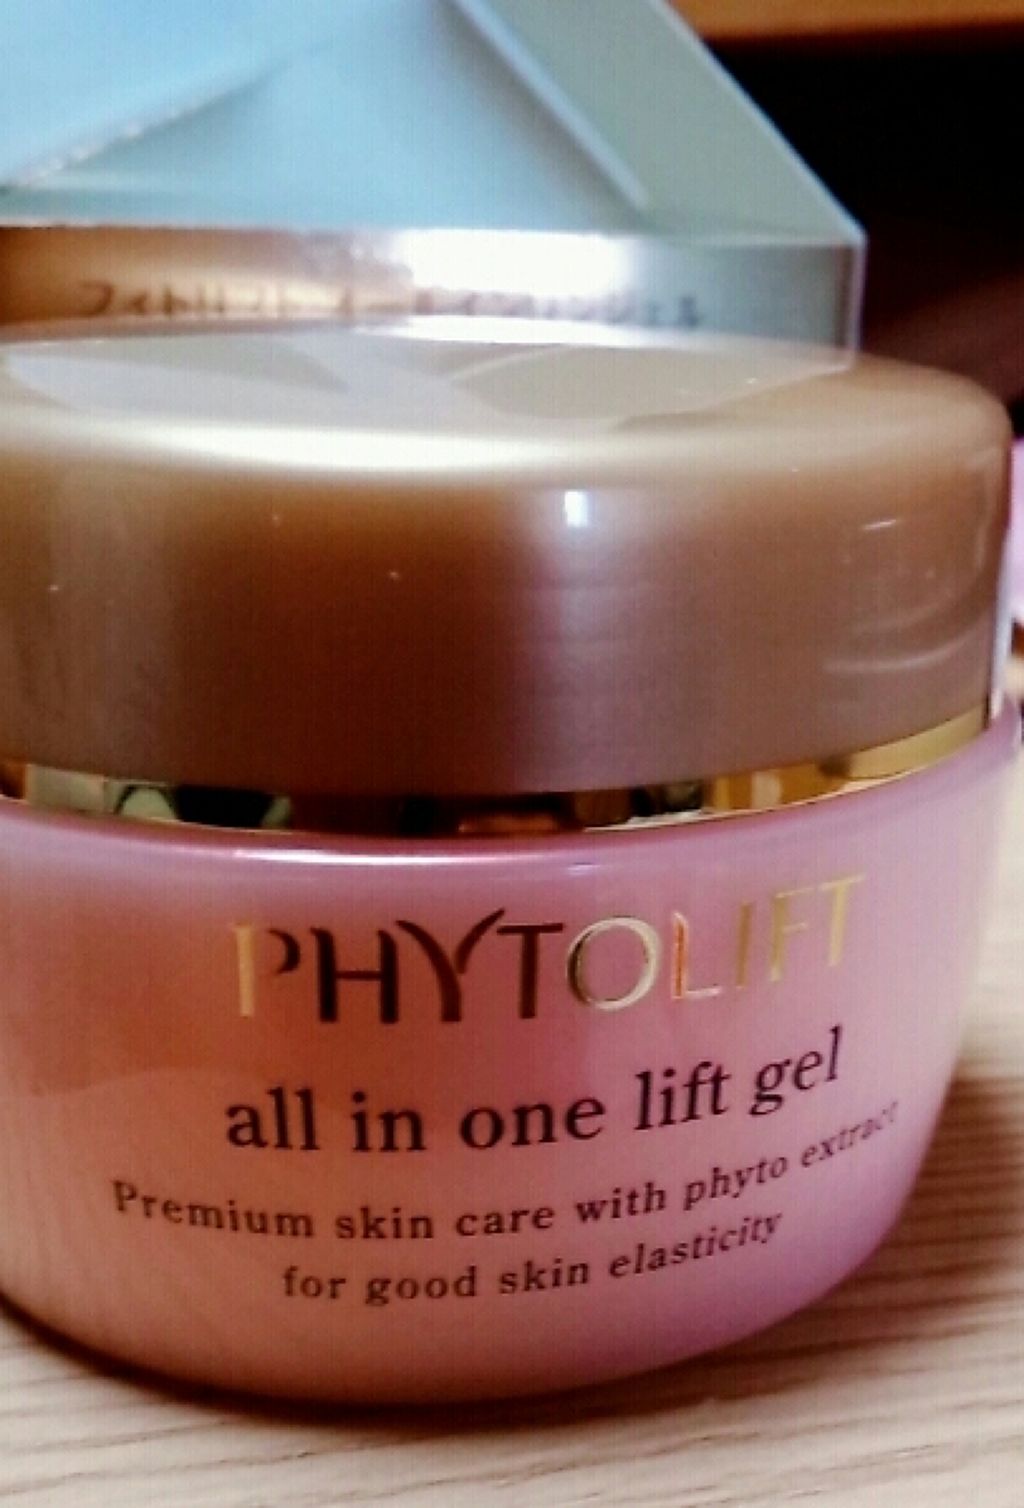 PHYTOLIFT
all in one lift gel
Premium skin care with phyto extract
for good skin elasticity